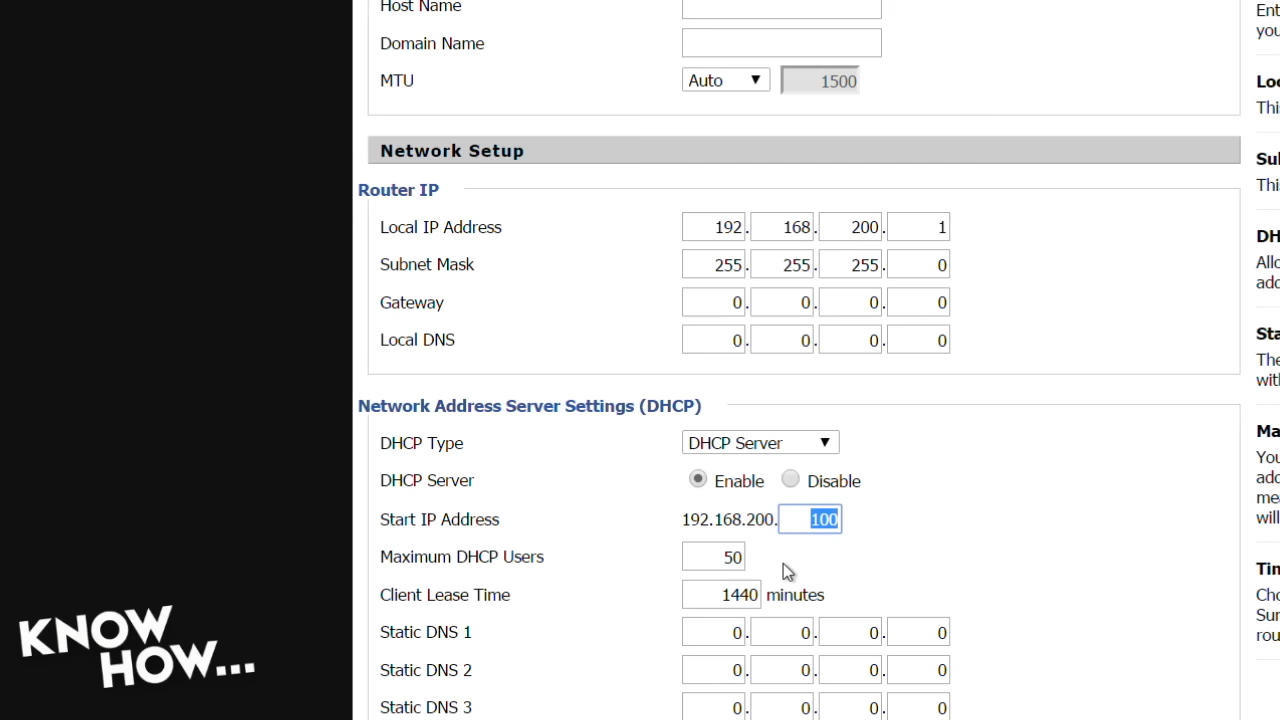 Host Name
Domain Name
MTU Auto 1500
Network Setup
Router IP
Local IP Address 192. 168. 200. 1
Subnet Mask 255. 255. 255. 0
Gateway 0. 0. 0. 0
Local DNS 0. 0. 0. 0
Network Address Server Settings (DHCP)
DHCP Type DHCP Server
DHCP Server Enable Disable
Start IP Address 192.168.200. 100
Maximum DHCP Users 50
Client Lease Time 1440 minutes
Static DNS 1 0. 0. 0. 0
Static DNS 2 0. 0. 0. 0
Static DNS 3 0. 0. 0. 0
KNOW
HOW...